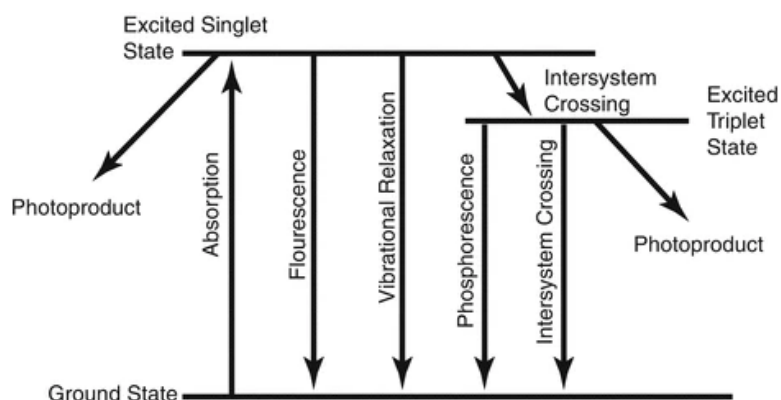 Excited Singlet
State
Intersystem
Crossing
Excited
Triplet
State
Photoproduct
Absorption
Flourescence
Vibrational Relaxation
Phosphorescence
Intersystem Crossing
Photoproduct
Ground State